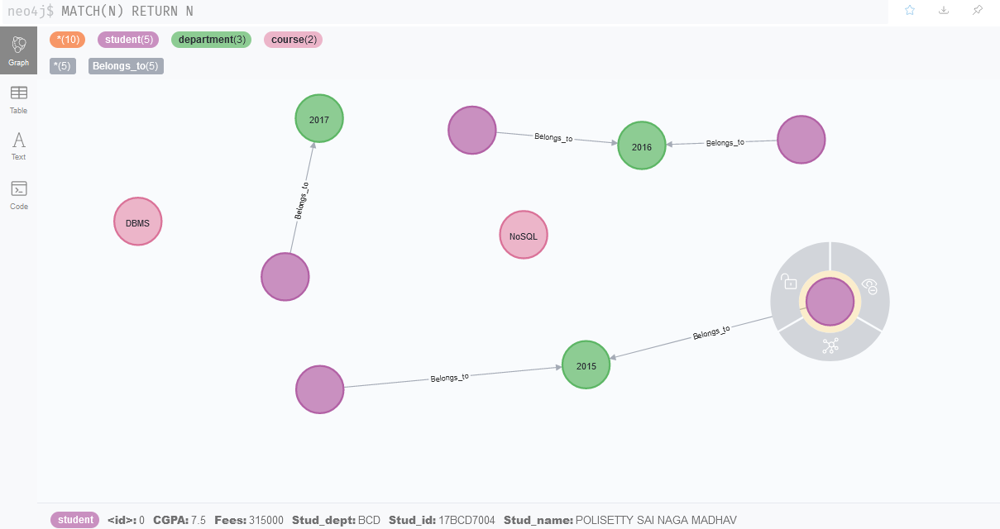 neo4j$ MATCH(N) RETURN N
Graph
*(10) student(5) department(3) course(2)
*(5) Belongs_to(5)
Table
Text
Code
2017
Belongs_to
2016
Belongs_to
Belongs_to
DBMS
NoSQL
Belongs_to
2015
Belongs_to
student <id>: 0 CGPA: 7.5 Fees: 315000 Stud_dept: BCD Stud_id: 17BCD7004 Stud_name: POLISETTY SAI NAGA MADHAV